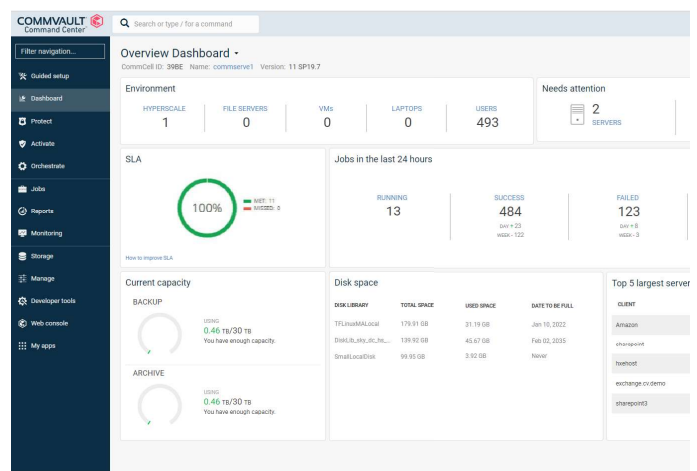 COMMVAULT
Command Center
Search or type / for a command
Filter navigation...
Guided setup
Dashboard
Protect
Activate
Orchestrate
Jobs
Reports
Monitoring
Storage
Manage
Developer tools
Web console
My apps
Overview Dashboard
CommCell ID: 39BE Name: commserve1 Version: 11 SP19.7
Environment
HYPERSCALE FILE SERVERS VMs LAPTOPS USERS
1 0 0 0 493
Needs attention
2
SERVERS
SLA
100%
MET: 11
MISSED: 0
How to improve SLA
Jobs in the last 24 hours
RUNNING SUCCESS FAILED
13 484 123
DAY + 23 DAY + 8
WEEK - 122 WEEK - 3
Current capacity
BACKUP
USING
0.46 TB/30 TB
You have enough capacity.
ARCHIVE
USING
0.46 TB/30 TB
You have enough capacity.
Disk space
DISK LIBRARY TOTAL SPACE USED SPACE DATE TO BE FULL
TFLinuxMALocal 179.91 GB 31.19 GB Jan 10, 2022
DiskLib_sky_dc_hs_... 139.92 GB 45.67 GB Feb 02, 2035
SmallLocalDisk 99.95 GB 3.92 GB Never
Top 5 largest server
CLIENT
Amazon
sharepoint
hxehost
exchange.cv.demo
sharepoint3